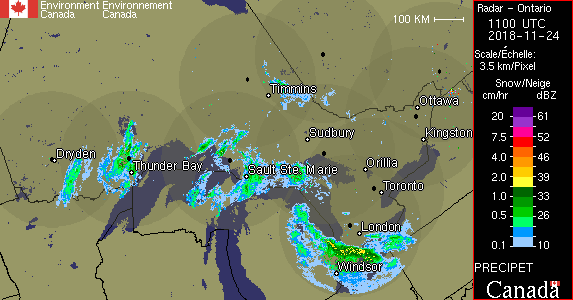 Environment Environnement
Canada Canada
100 KM
Timmins
Ottawa
Sudbury
Kingston
Dryden
Thunder Bay
Sault Ste. Marie
Orillia
Toronto
London
Windsor
Radar - Ontario
1100 UTC
2018-11-24
Scale/Échelle:
3.5 km/Pixel
Snow/Neige
cm/hr dBZ
20 61
7.5 52
4.0 46
2.0 39
1.0 33
0.5 26
0.1 10
PRECIPET
Canada